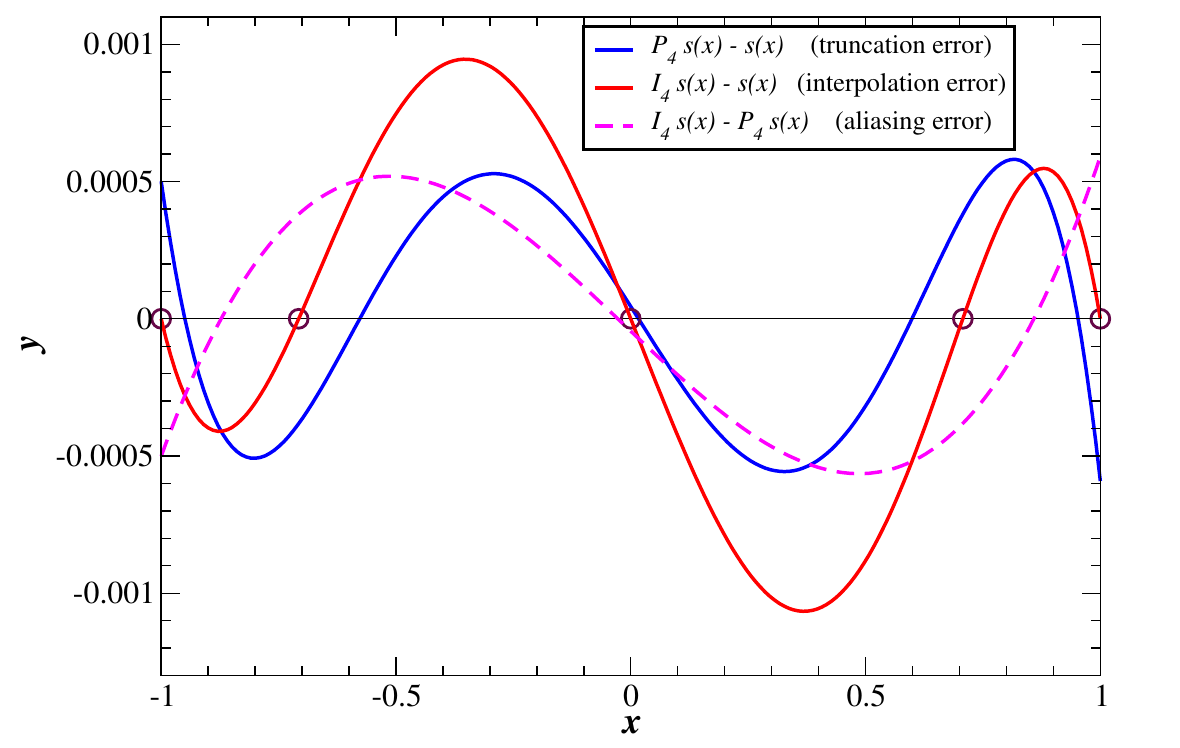 P4 s(x) - s(x) (truncation error)
I4 s(x) - s(x) (interpolation error)
I4 s(x) - P4 s(x) (aliasing error)
0.001
0.0005
0
-0.0005
-0.001
y
-1 -0.5 0 0.5 1
x